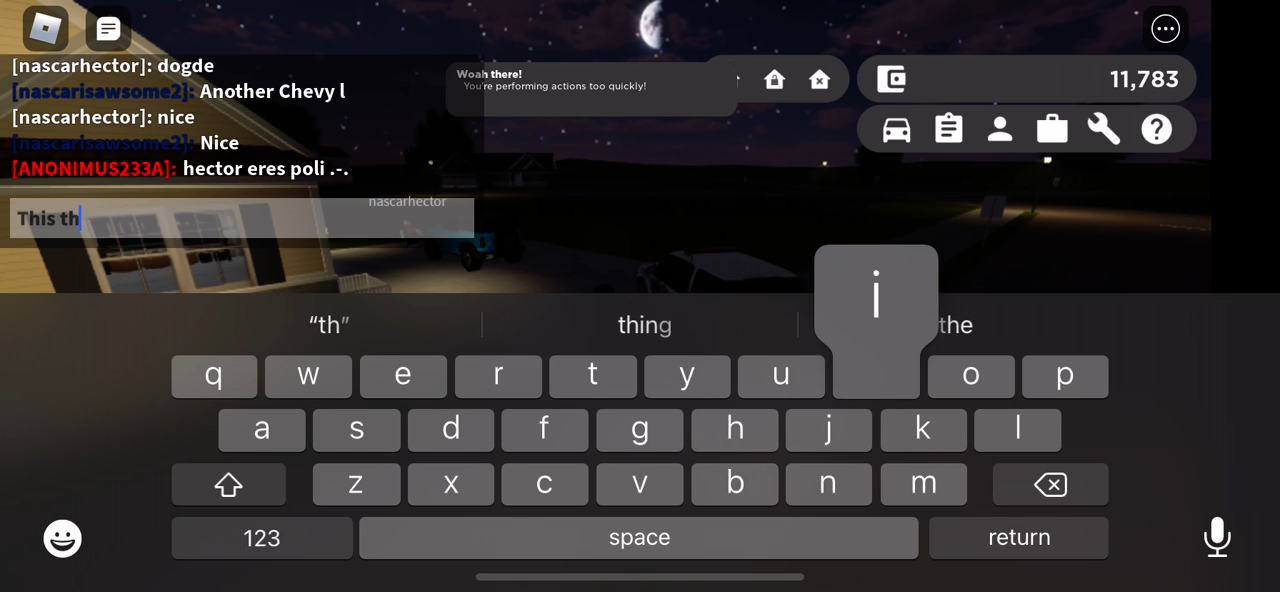 [nascarhector]: dogde
[nascarisawsome2]: Another Chevy l
[nascarhector]: nice
[nascarisawsome2]: Nice
[ANONIMUS233A]: hector eres poli .-.
Woah there!
You're performing actions too quickly!
11,783
nascarhector
This th
i
“th” thing the
q w e r t y u o p
a s d f g h j k l
z x c v b n m
123 space return